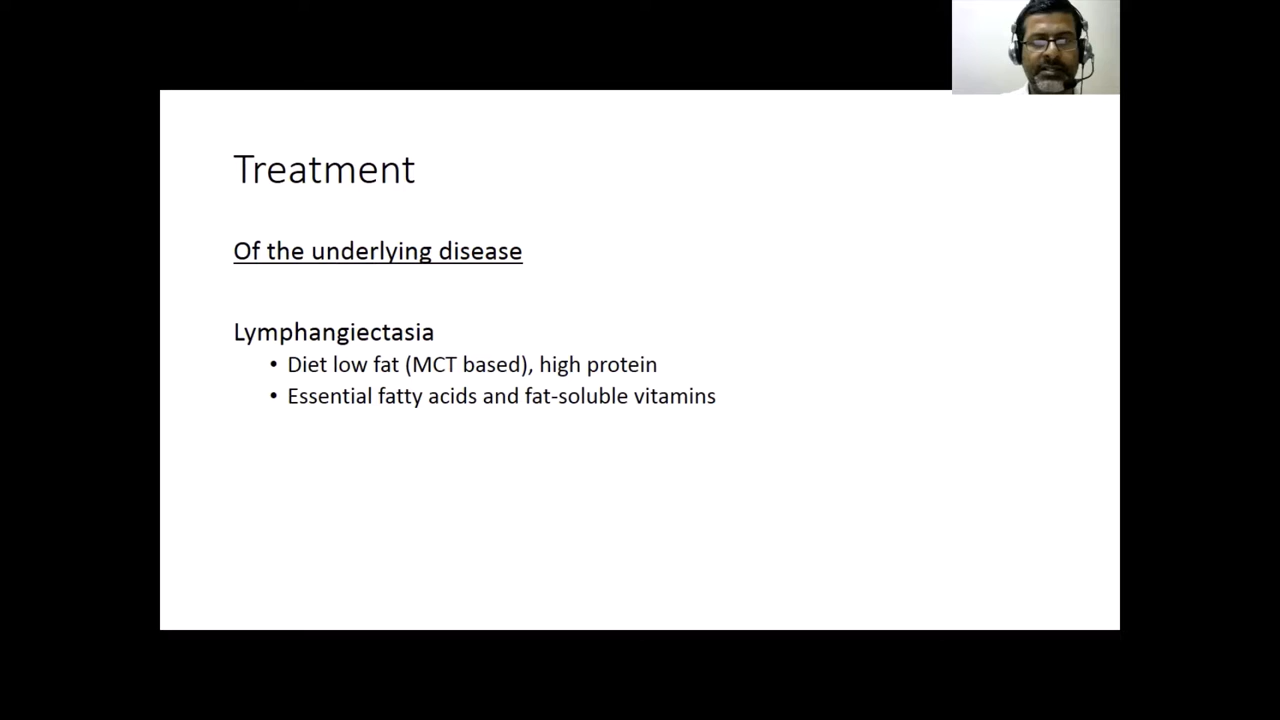 Treatment
Of the underlying disease
Lymphangiectasia
• Diet low fat (MCT based), high protein
• Essential fatty acids and fat-soluble vitamins